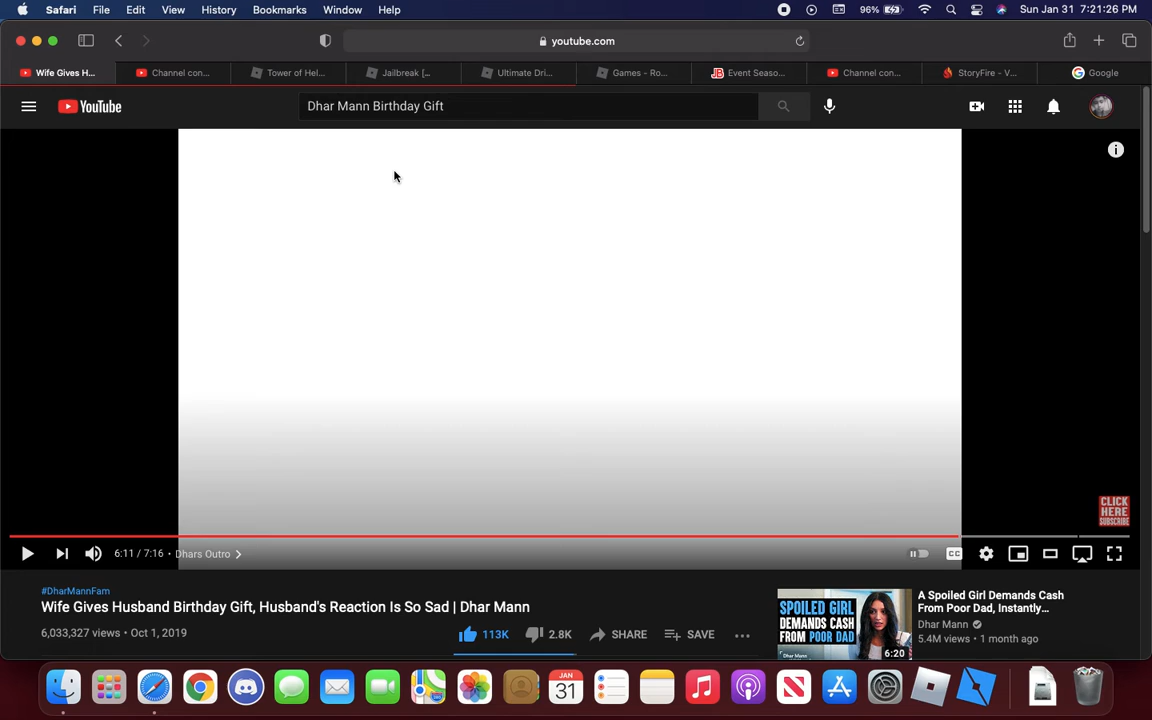 Safari File Edit View History Bookmarks Window Help 96% Sun Jan 31 7:21:26 PM
youtube.com
Wife Gives H... Channel con... Tower of Hel... Jailbreak [... Ultimate Dri... Games - Ro... JB Event Seaso... Channel con... StoryFire - V... G Google
YouTube Dhar Mann Birthday Gift
CLICK
HERE
SUBSCRIBE
6:11 / 7:16 • Dhars Outro CC
#DharMannFam
Wife Gives Husband Birthday Gift, Husband's Reaction Is So Sad | Dhar Mann
6,033,327 views • Oct 1, 2019 113K 2.8K SHARE SAVE
SPOILED GIRL
DEMANDS CASH
FROM POOR DAD
Dhar Mann 6:20
A Spoiled Girl Demands Cash
From Poor Dad, Instantly...
Dhar Mann
5.4M views • 1 month ago
JAN
31